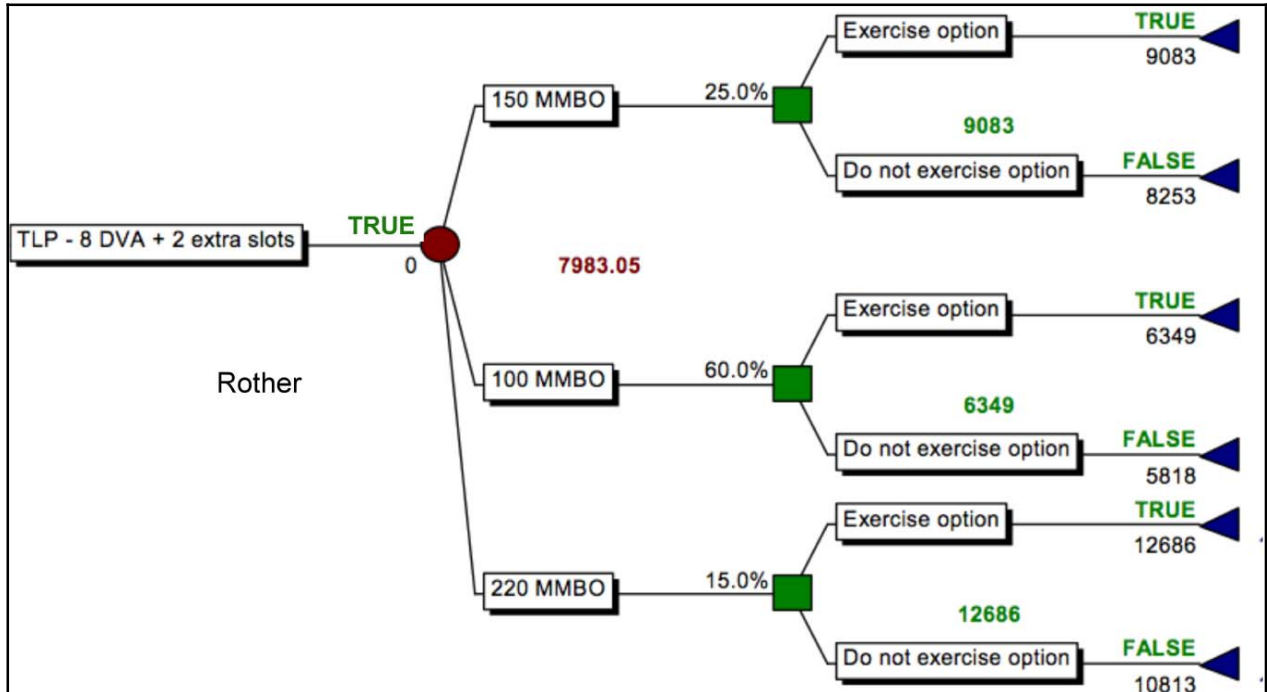 Exercise option
TRUE
9083
150 MMBO
25.0%
9083
Do not exercise option
FALSE
8253
TLP - 8 DVA + 2 extra slots
TRUE
0
7983.05
Exercise option
TRUE
6349
Rother
100 MMBO
60.0%
6349
Do not exercise option
FALSE
5818
Exercise option
TRUE
12686
220 MMBO
15.0%
12686
Do not exercise option
FALSE
10813